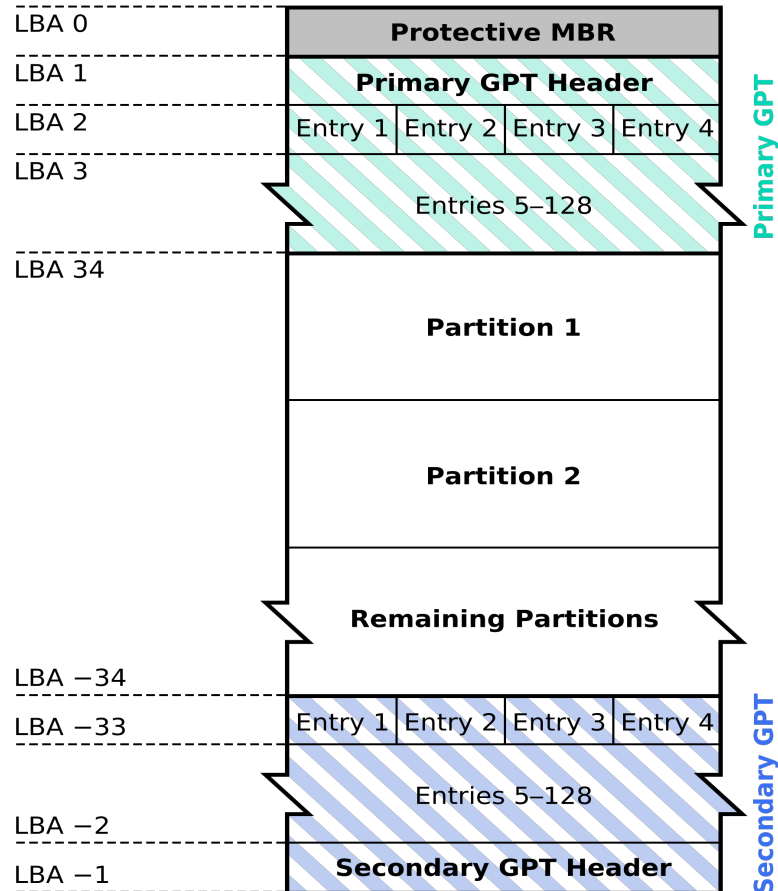 LBA 0
Protective MBR
LBA 1
Primary GPT Header
LBA 2
Entry 1 Entry 2 Entry 3 Entry 4
LBA 3
Entries 5–128
Primary GPT
LBA 34
Partition 1
Partition 2
Remaining Partitions
LBA −34
LBA −33
Entry 1 Entry 2 Entry 3 Entry 4
Entries 5–128
LBA −2
LBA −1
Secondary GPT Header
Secondary GPT